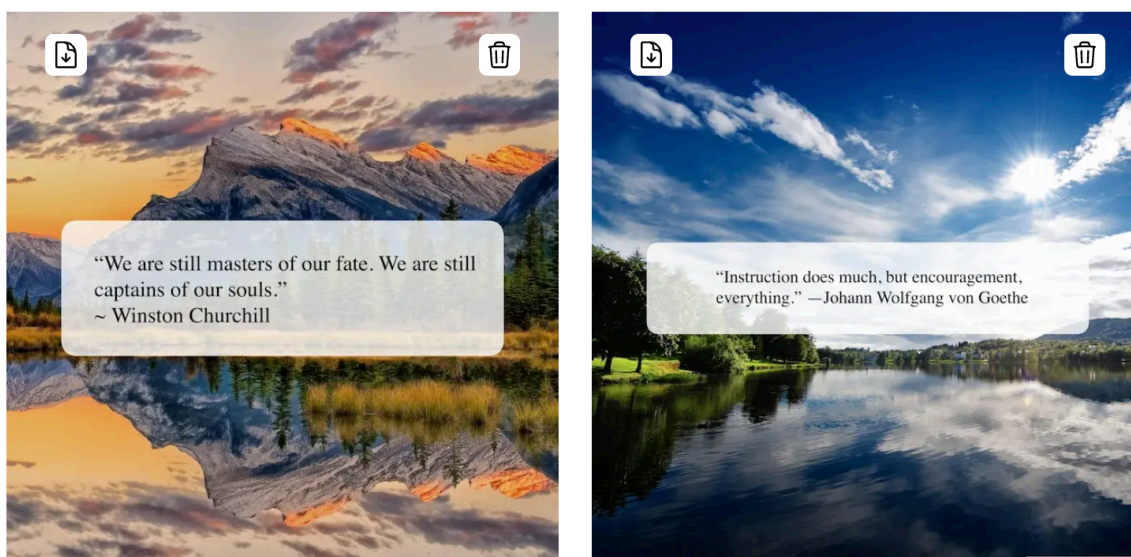 “We are still masters of our fate. We are still
captains of our souls.”
~ Winston Churchill
“Instruction does much, but encouragement,
everything.” —Johann Wolfgang von Goethe